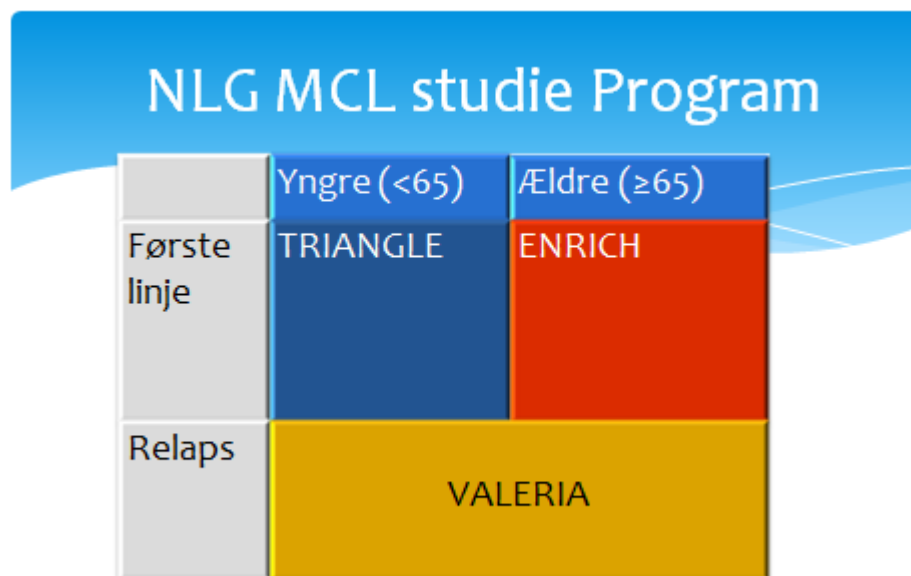 NLG MCL studie Program
Yngre (<65) Ældre (≥65)
Første
linje
TRIANGLE ENRICH
Relaps
VALERIA